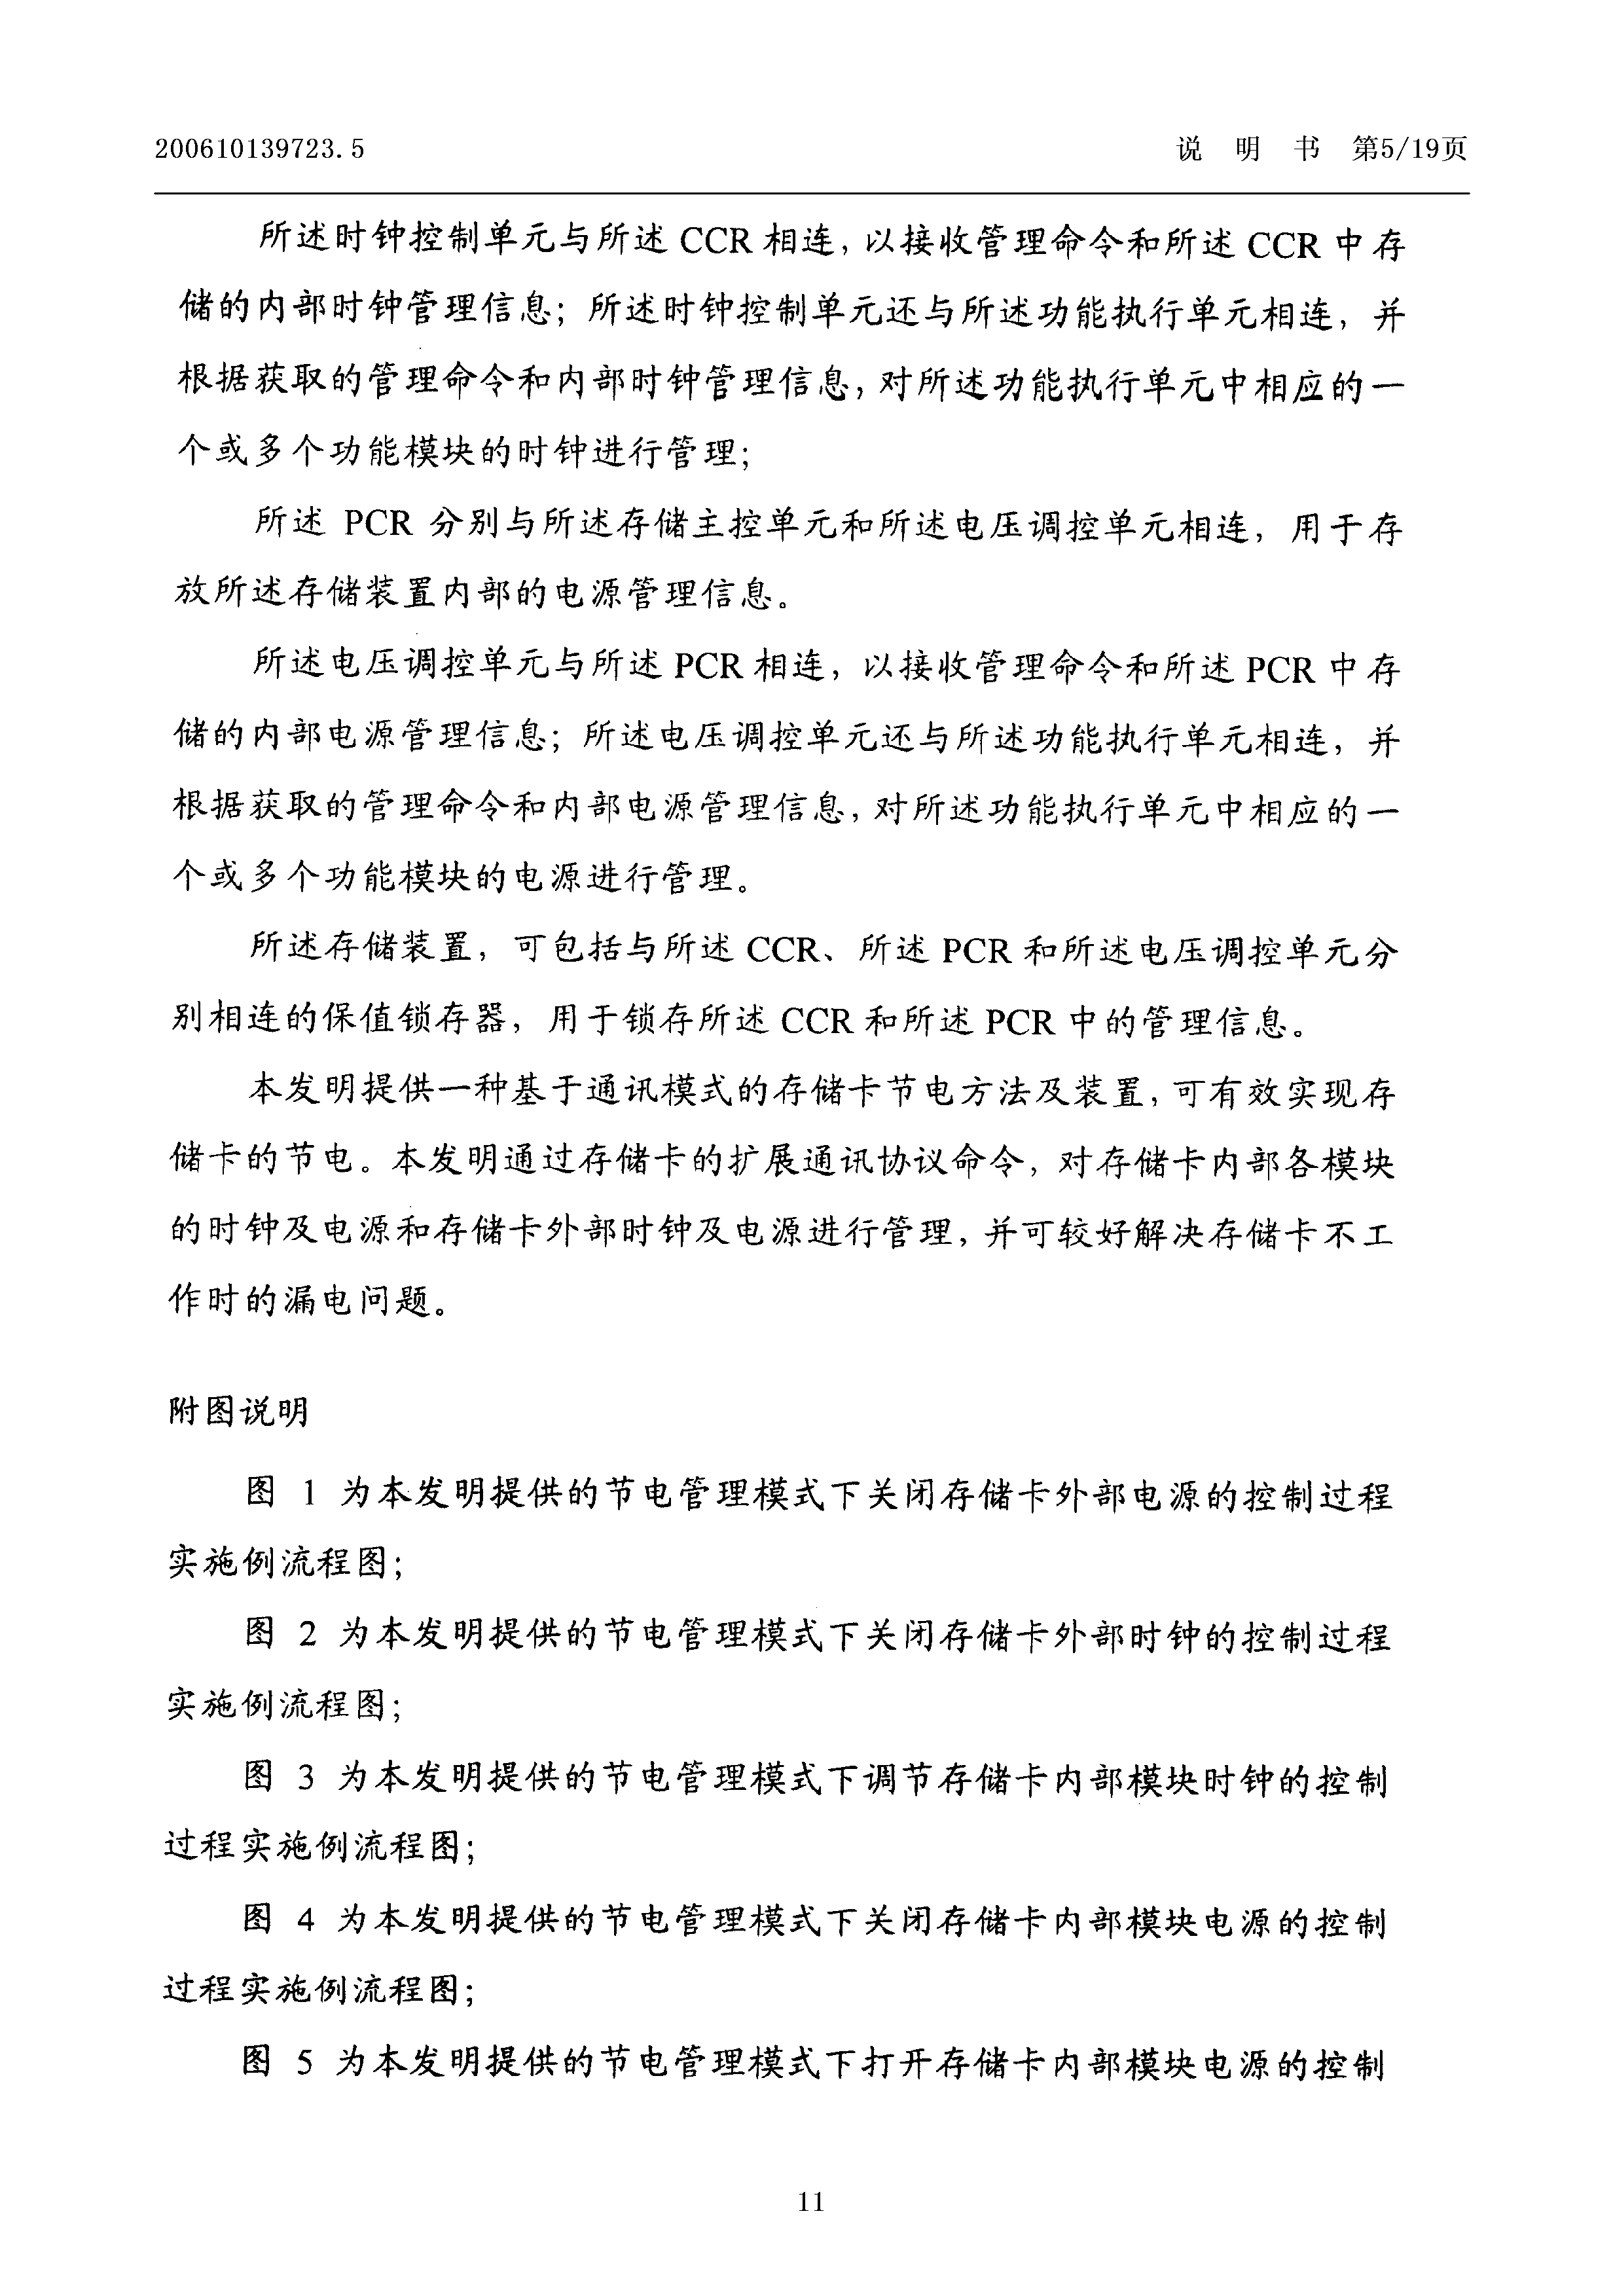 200610139723.5
说 明 书 第5/19页
所述时钟控制单元与所述 CCR 相连，以接收管理命令和所述 CCR 中存
储的内部时钟管理信息；所述时钟控制单元还与所述功能执行单元相连，并
根据获取的管理命令和内部时钟管理信息，对所述功能执行单元中相应的一
个或多个功能模块的时钟进行管理；
所述 PCR 分别与所述存储主控单元和所述电压调控单元相连，用于存
放所述存储装置内部的电源管理信息。
所述电压调控单元与所述 PCR 相连，以接收管理命令和所述 PCR 中存
储的内部电源管理信息；所述电压调控单元还与所述功能执行单元相连，并
根据获取的管理命令和内部电源管理信息，对所述功能执行单元中相应的一
个或多个功能模块的电源进行管理。
所述存储装置，可包括与所述 CCR、所述 PCR 和所述电压调控单元分
别相连的保值锁存器，用于锁存所述 CCR 和所述 PCR 中的管理信息。
本发明提供一种基于通讯模式的存储卡节电方法及装置，可有效实现存
储卡的节电。本发明通过存储卡的扩展通讯协议命令，对存储卡内部各模块
的时钟及电源和存储卡外部时钟及电源进行管理，并可较好解决存储卡不工
作时的漏电问题。
附图说明
图 1 为本发明提供的节电管理模式下关闭存储卡外部电源的控制过程
实施例流程图；
图 2 为本发明提供的节电管理模式下关闭存储卡外部时钟的控制过程
实施例流程图；
图 3 为本发明提供的节电管理模式下调节存储卡内部模块时钟的控制
过程实施例流程图；
图 4 为本发明提供的节电管理模式下关闭存储卡内部模块电源的控制
过程实施例流程图；
图 5 为本发明提供的节电管理模式下打开存储卡内部模块电源的控制
11